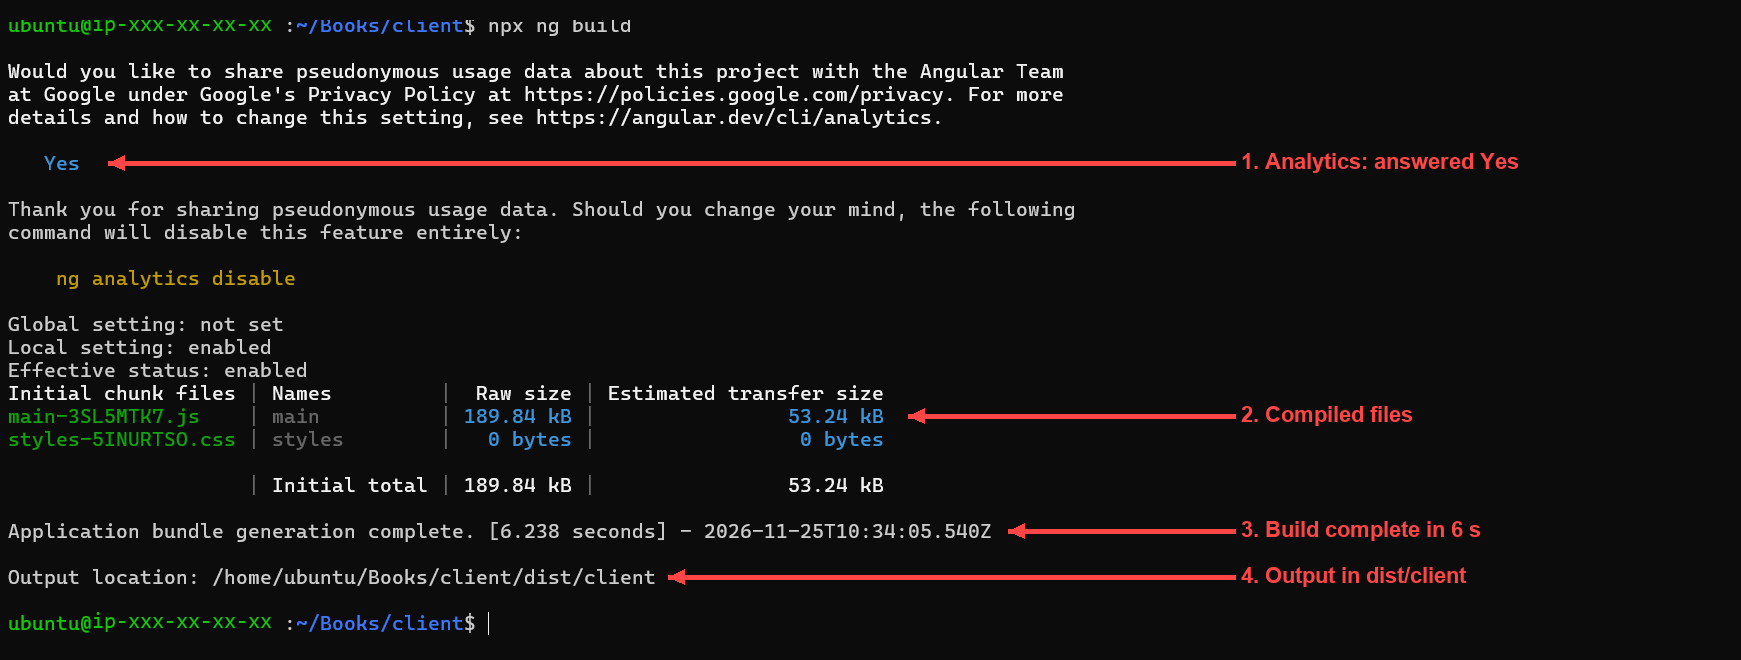 ubuntu@ip-xxx-xx-xx-xx :~/Books/client$ npx ng build
Would you like to share pseudonymous usage data about this project with the Angular Team
at Google under Google's Privacy Policy at https://policies.google.com/privacy. For more
details and how to change this setting, see https://angular.dev/cli/analytics.
Yes 1. Analytics: answered Yes
Thank you for sharing pseudonymous usage data. Should you change your mind, the following
command will disable this feature entirely:
ng analytics disable
Global setting: not set
Local setting: enabled
Effective status: enabled
Initial chunk files | Names | Raw size | Estimated transfer size
main-3SL5MTK7.js | main | 189.84 kB | 53.24 kB 2. Compiled files
styles-5INURTSO.css | styles | 0 bytes | 0 bytes
| Initial total | 189.84 kB | 53.24 kB
Application bundle generation complete. [6.238 seconds] - 2026-11-25T10:34:05.540Z 3. Build complete in 6 s
Output location: /home/ubuntu/Books/client/dist/client 4. Output in dist/client
ubuntu@ip-xxx-xx-xx-xx :~/Books/client$